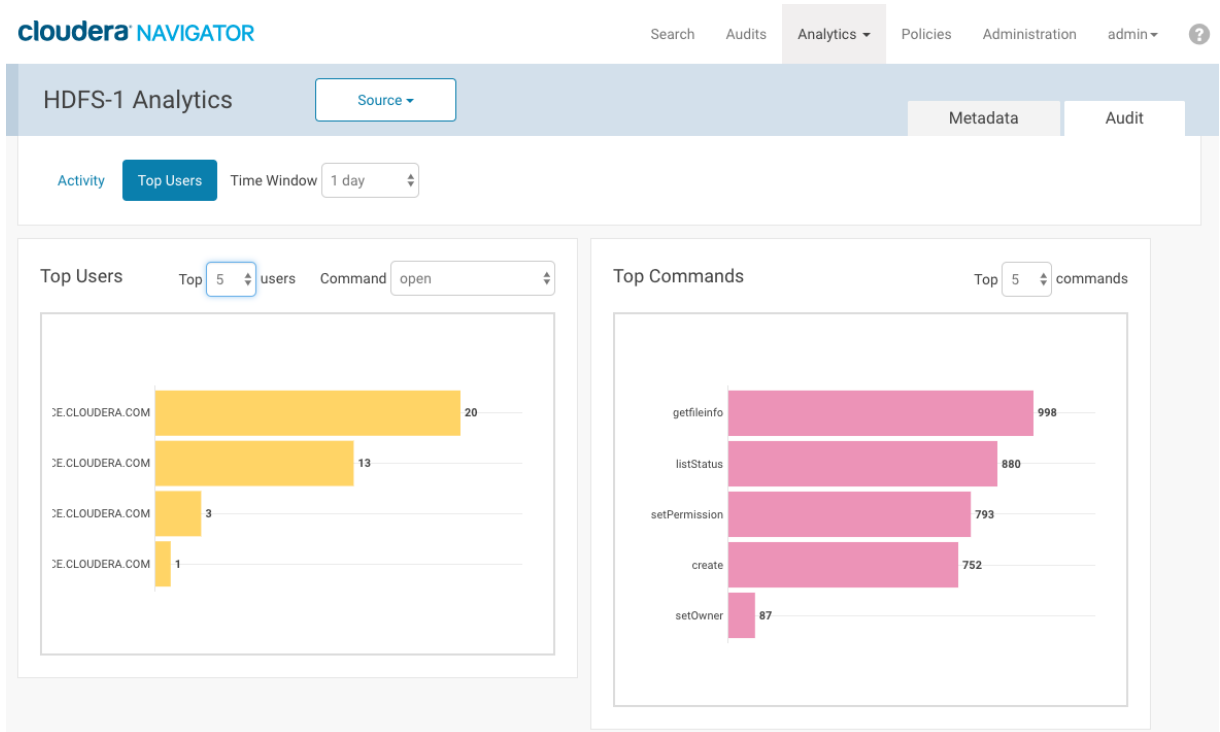 cloudera NAVIGATOR
Search Audits Analytics Policies Administration admin ?
HDFS-1 Analytics Source
Metadata Audit
Activity Top Users Time Window 1 day
Top Users Top 5 users Command open
CE.CLOUDERA.COM 20
CE.CLOUDERA.COM 13
CE.CLOUDERA.COM 3
CE.CLOUDERA.COM 1
Top Commands Top 5 commands
getfileinfo 998
listStatus 880
setPermission 793
create 752
setOwner 87